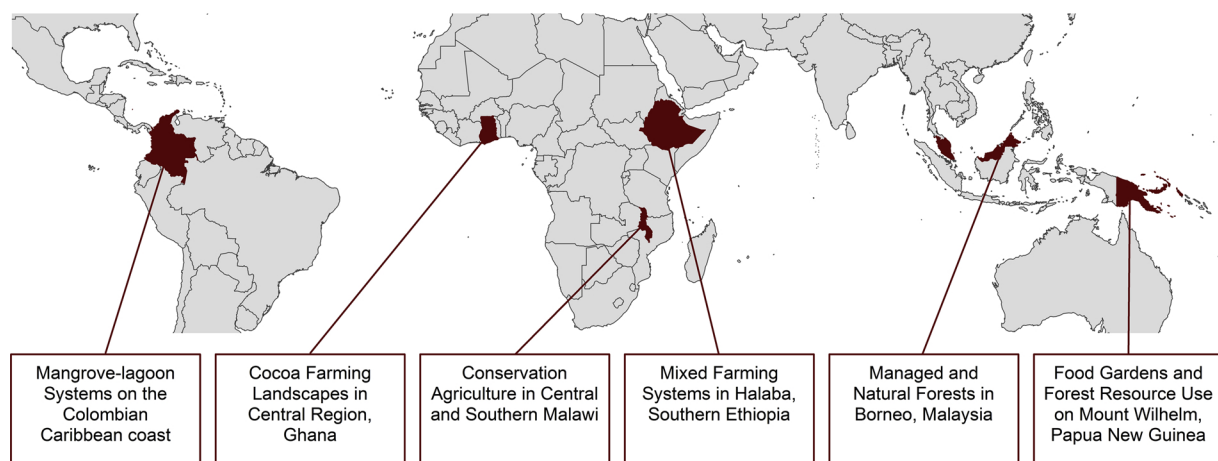 Mangrove-lagoon
Systems on the
Colombian
Caribbean coast
Cocoa Farming
Landscapes in
Central Region,
Ghana
Conservation
Agriculture in Central
and Southern Malawi
Mixed Farming
Systems in Halaba,
Southern Ethiopia
Managed and
Natural Forests in
Borneo, Malaysia
Food Gardens and
Forest Resource Use
on Mount Wilhelm,
Papua New Guinea